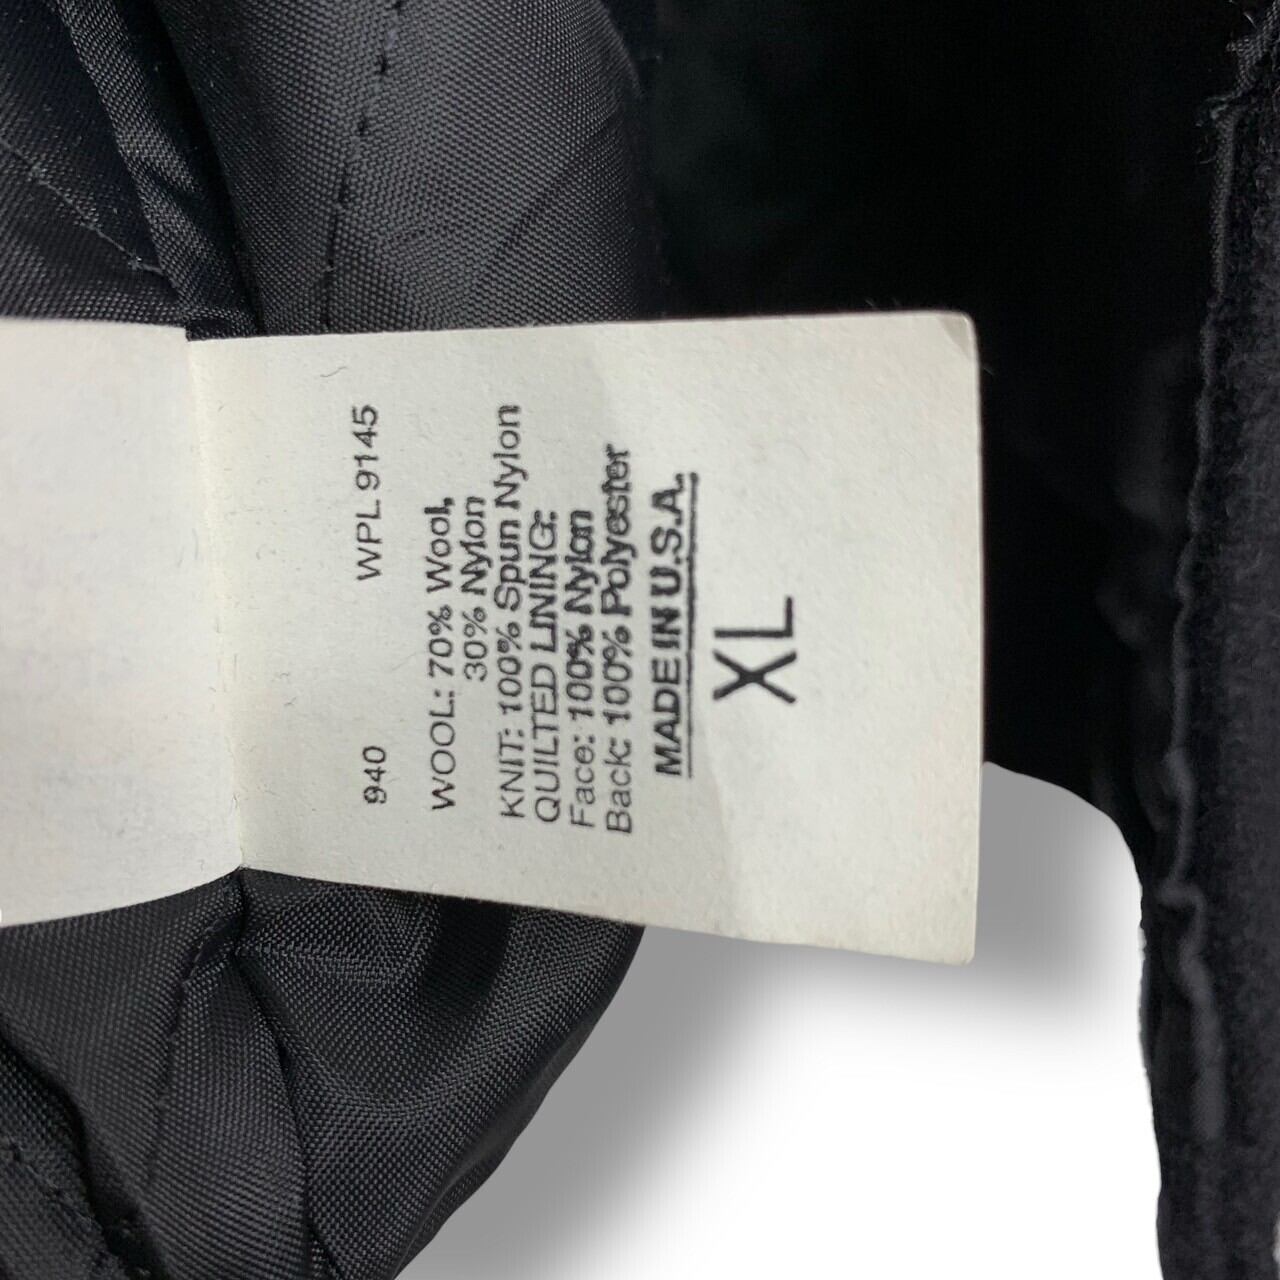 940 WPL 9145
WOOL: 70% Wool,
30% Nylon
KNIT: 100% Spun Nylon
QUILTED LINING:
Face: 100% Nylon
Back: 100% Polyester
MADE IN U.S.A.
XL